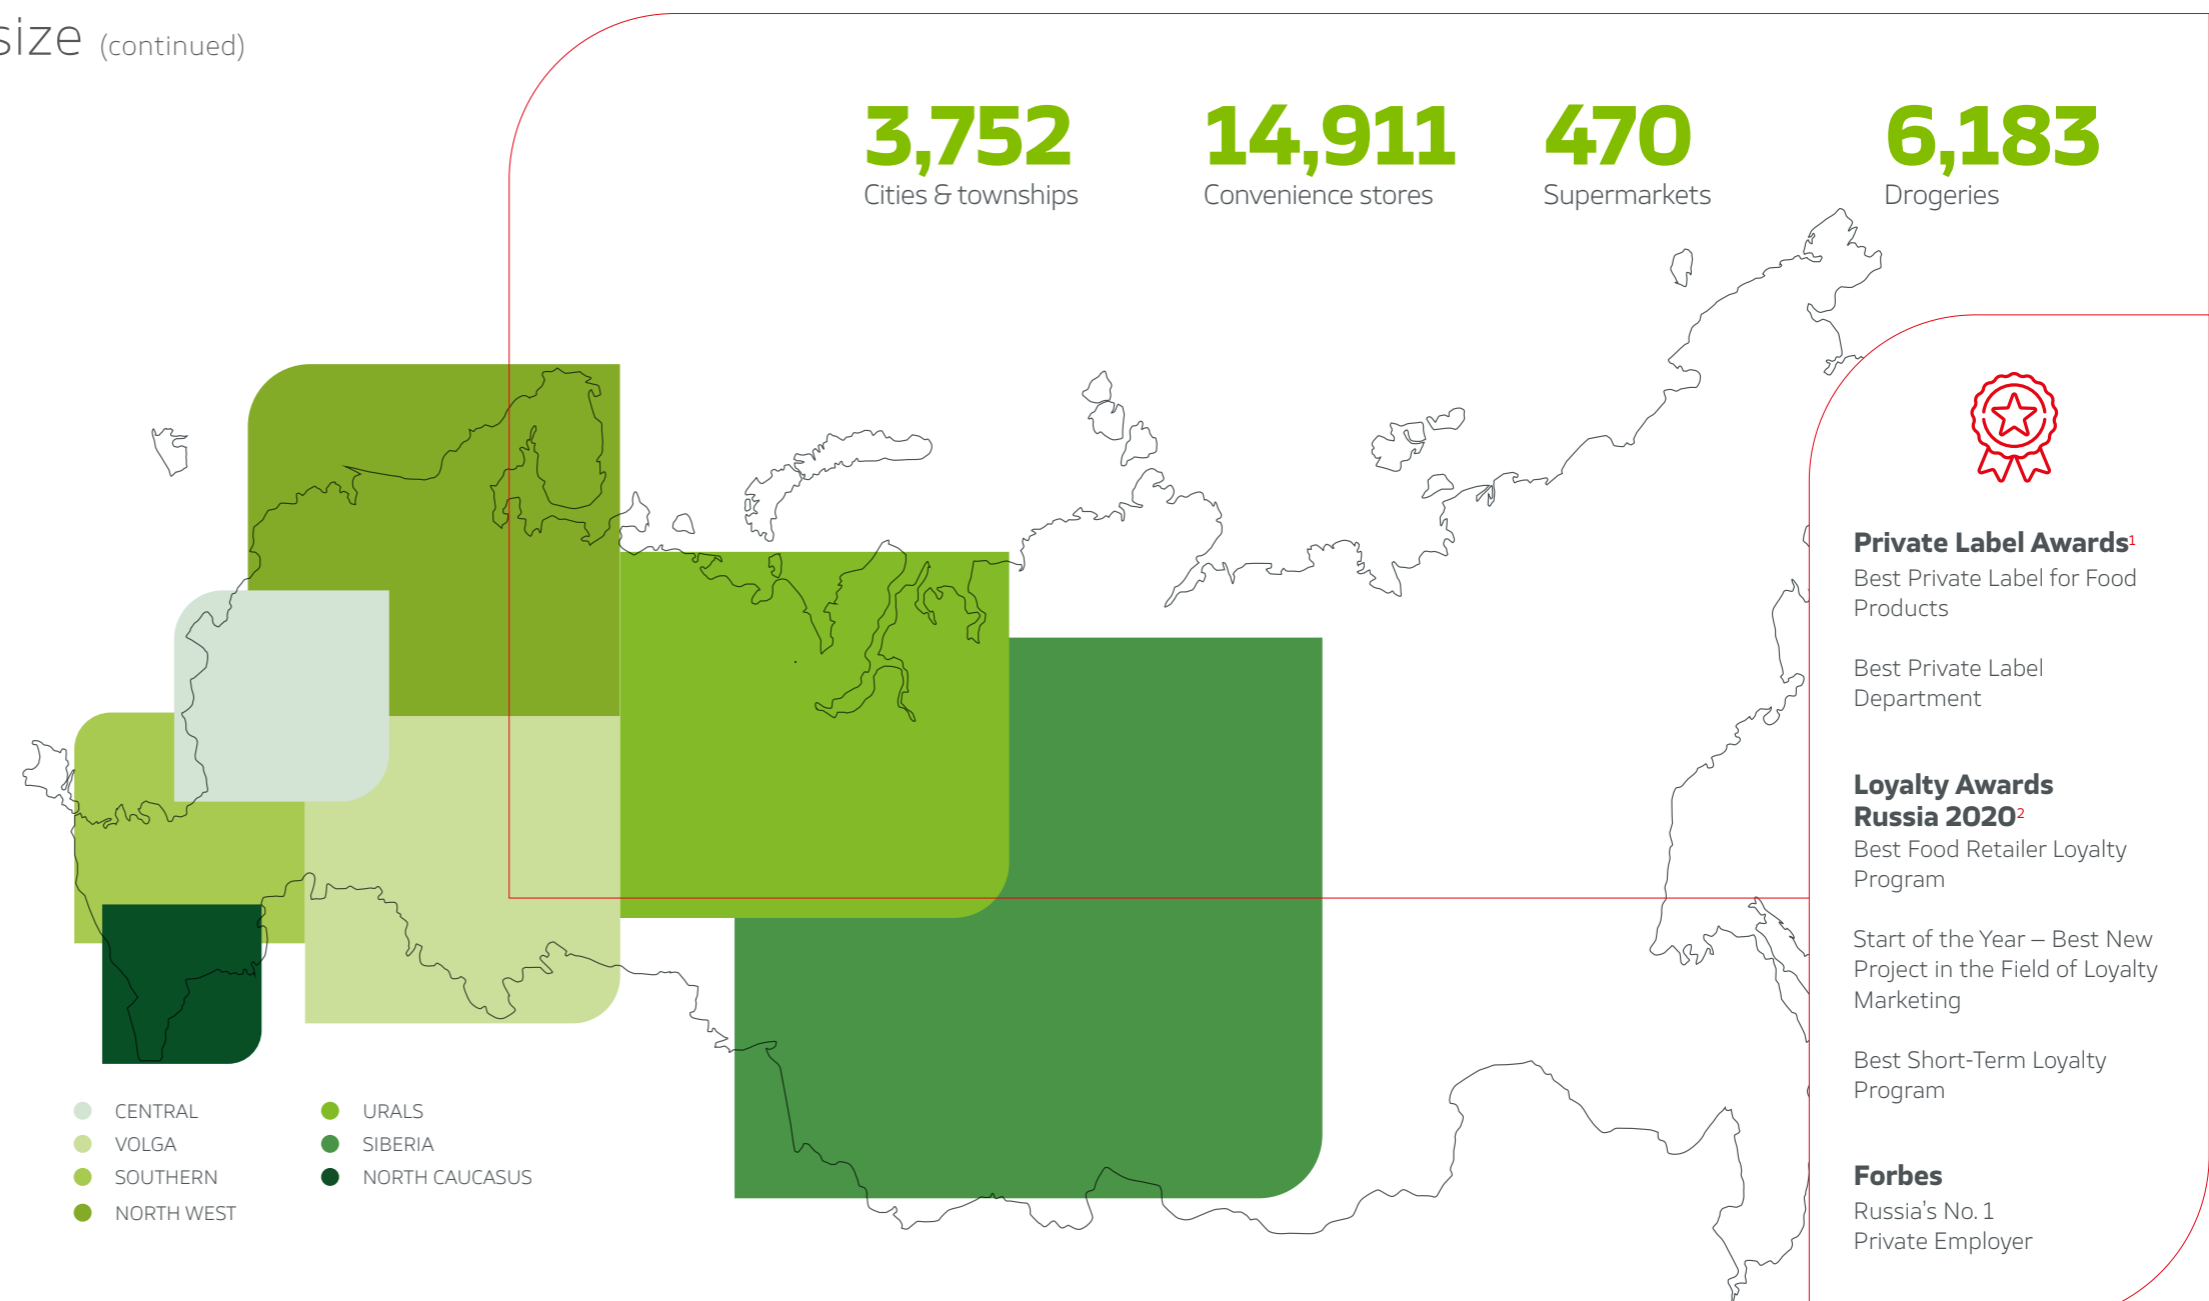 size (continued)
3,752
Cities & townships
14,911
Convenience stores
470
Supermarkets
6,183
Drogeries
CENTRAL
VOLGA
SOUTHERN
NORTH WEST
URALS
SIBERIA
NORTH CAUCASUS
Private Label Awards¹
Best Private Label for Food
Products
Best Private Label
Department
Loyalty Awards
Russia 2020²
Best Food Retailer Loyalty
Program
Start of the Year – Best New
Project in the Field of Loyalty
Marketing
Best Short-Term Loyalty
Program
Forbes
Russia’s No. 1
Private Employer